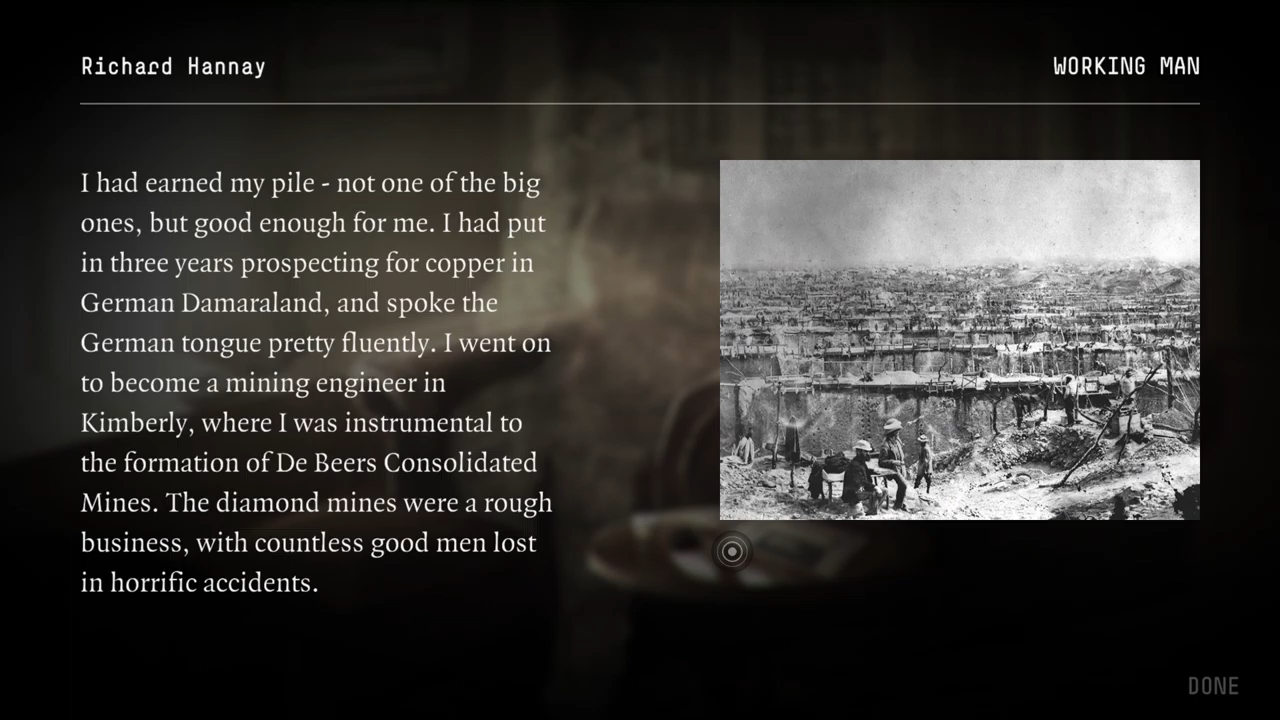 Richard Hannay
WORKING MAN
I had earned my pile - not one of the big
ones, but good enough for me. I had put
in three years prospecting for copper in
German Damaraland, and spoke the
German tongue pretty fluently. I went on
to become a mining engineer in
Kimberly, where I was instrumental to
the formation of De Beers Consolidated
Mines. The diamond mines were a rough
business, with countless good men lost
in horrific accidents.
DONE